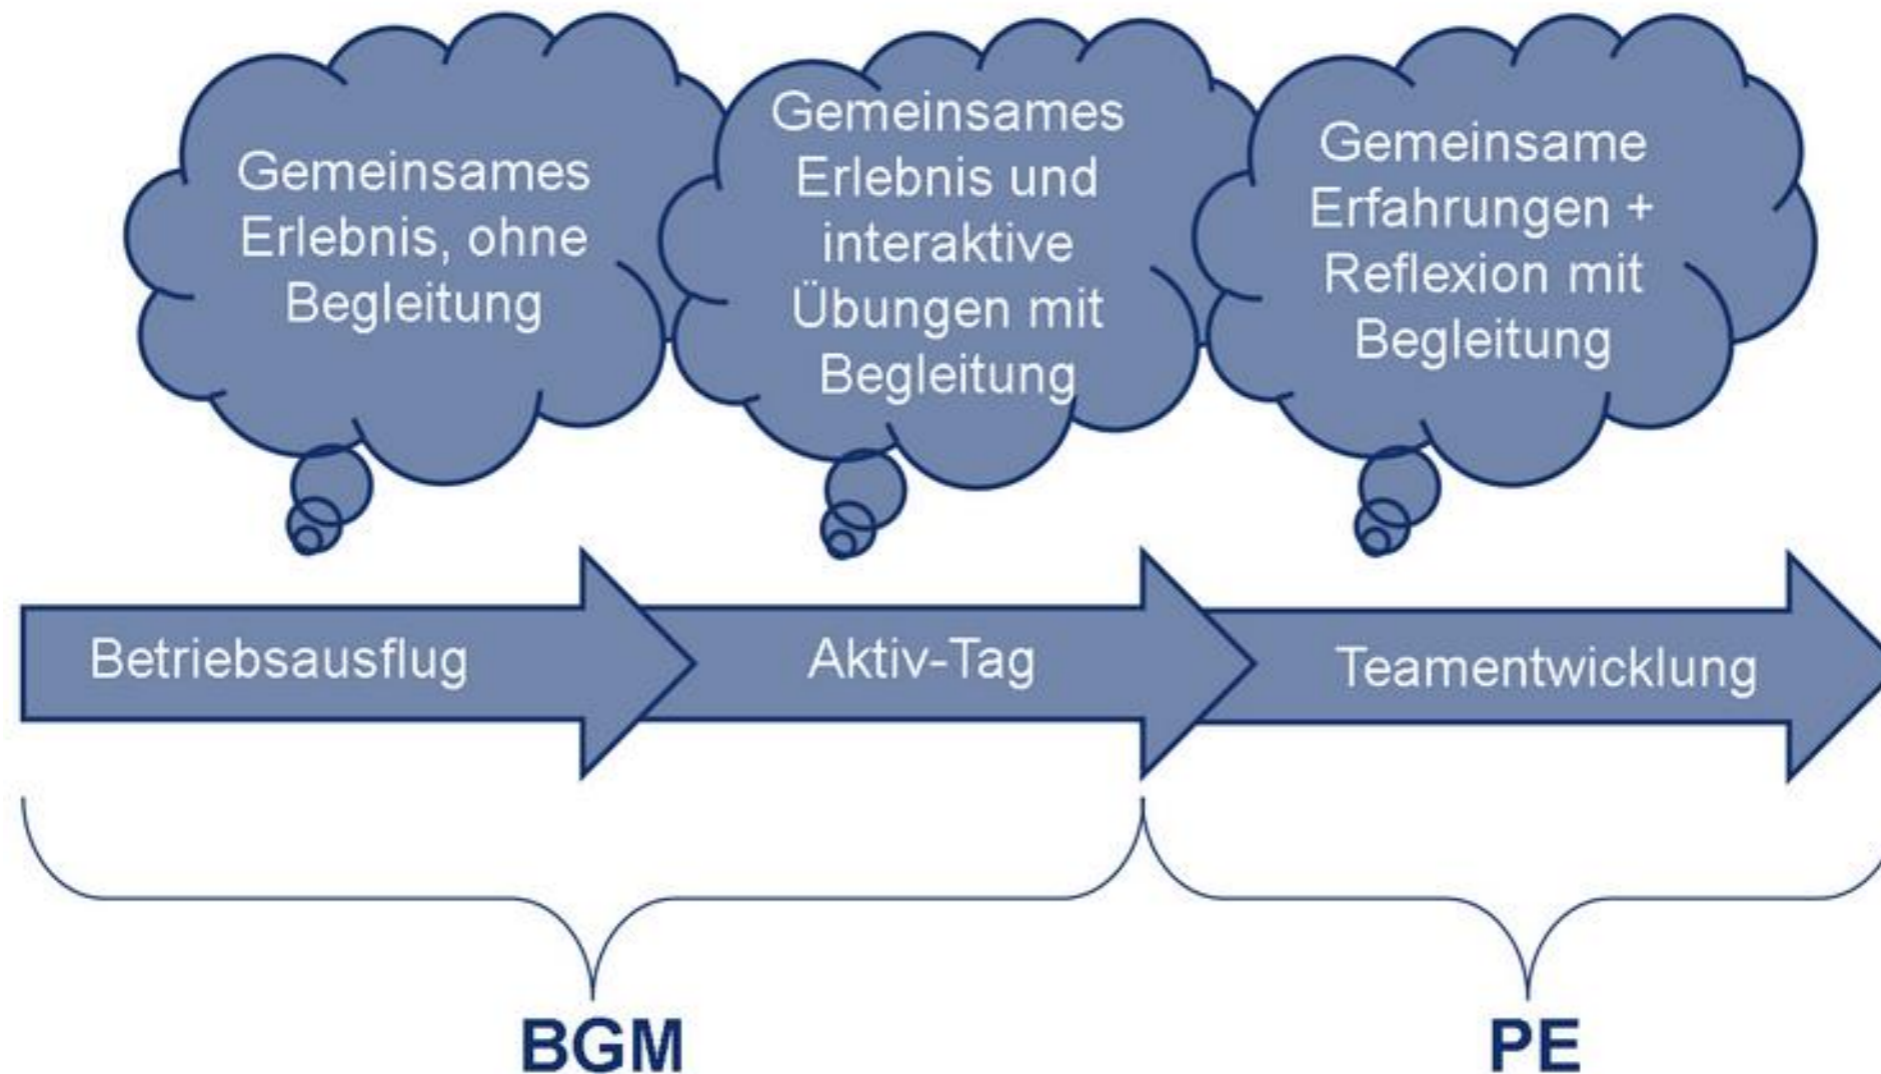 Gemeinsames
Erlebnis, ohne
Begleitung
Gemeinsames
Erlebnis und
interaktive
Übungen mit
Begleitung
Gemeinsame
Erfahrungen +
Reflexion mit
Begleitung
Betriebsausflug
Aktiv-Tag
Teamentwicklung
BGM
PE